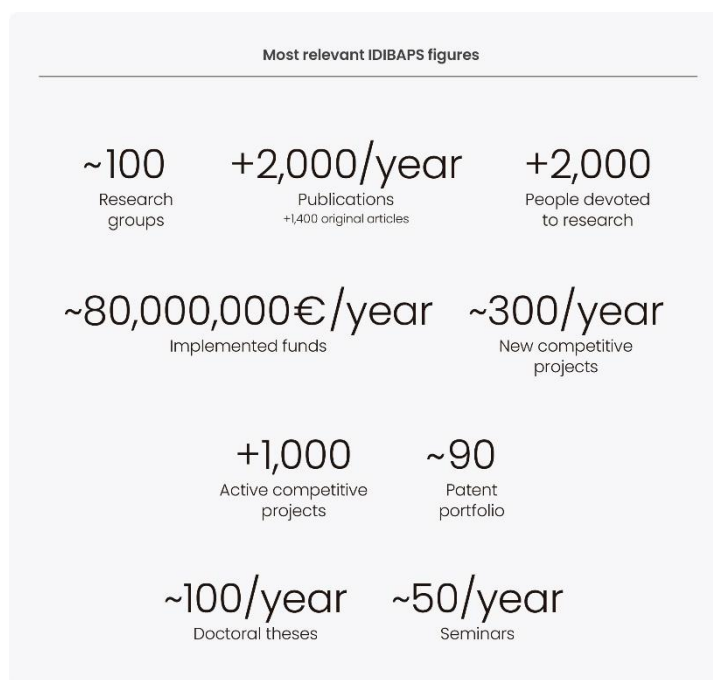 Most relevant IDIBAPS figures
~100
Research
groups
+2,000/year
Publications
+1,400 original articles
+2,000
People devoted
to research
~80,000,000€/year
Implemented funds
~300/year
New competitive
projects
+1,000
Active competitive
projects
~90
Patent
portfolio
~100/year
Doctoral theses
~50/year
Seminars